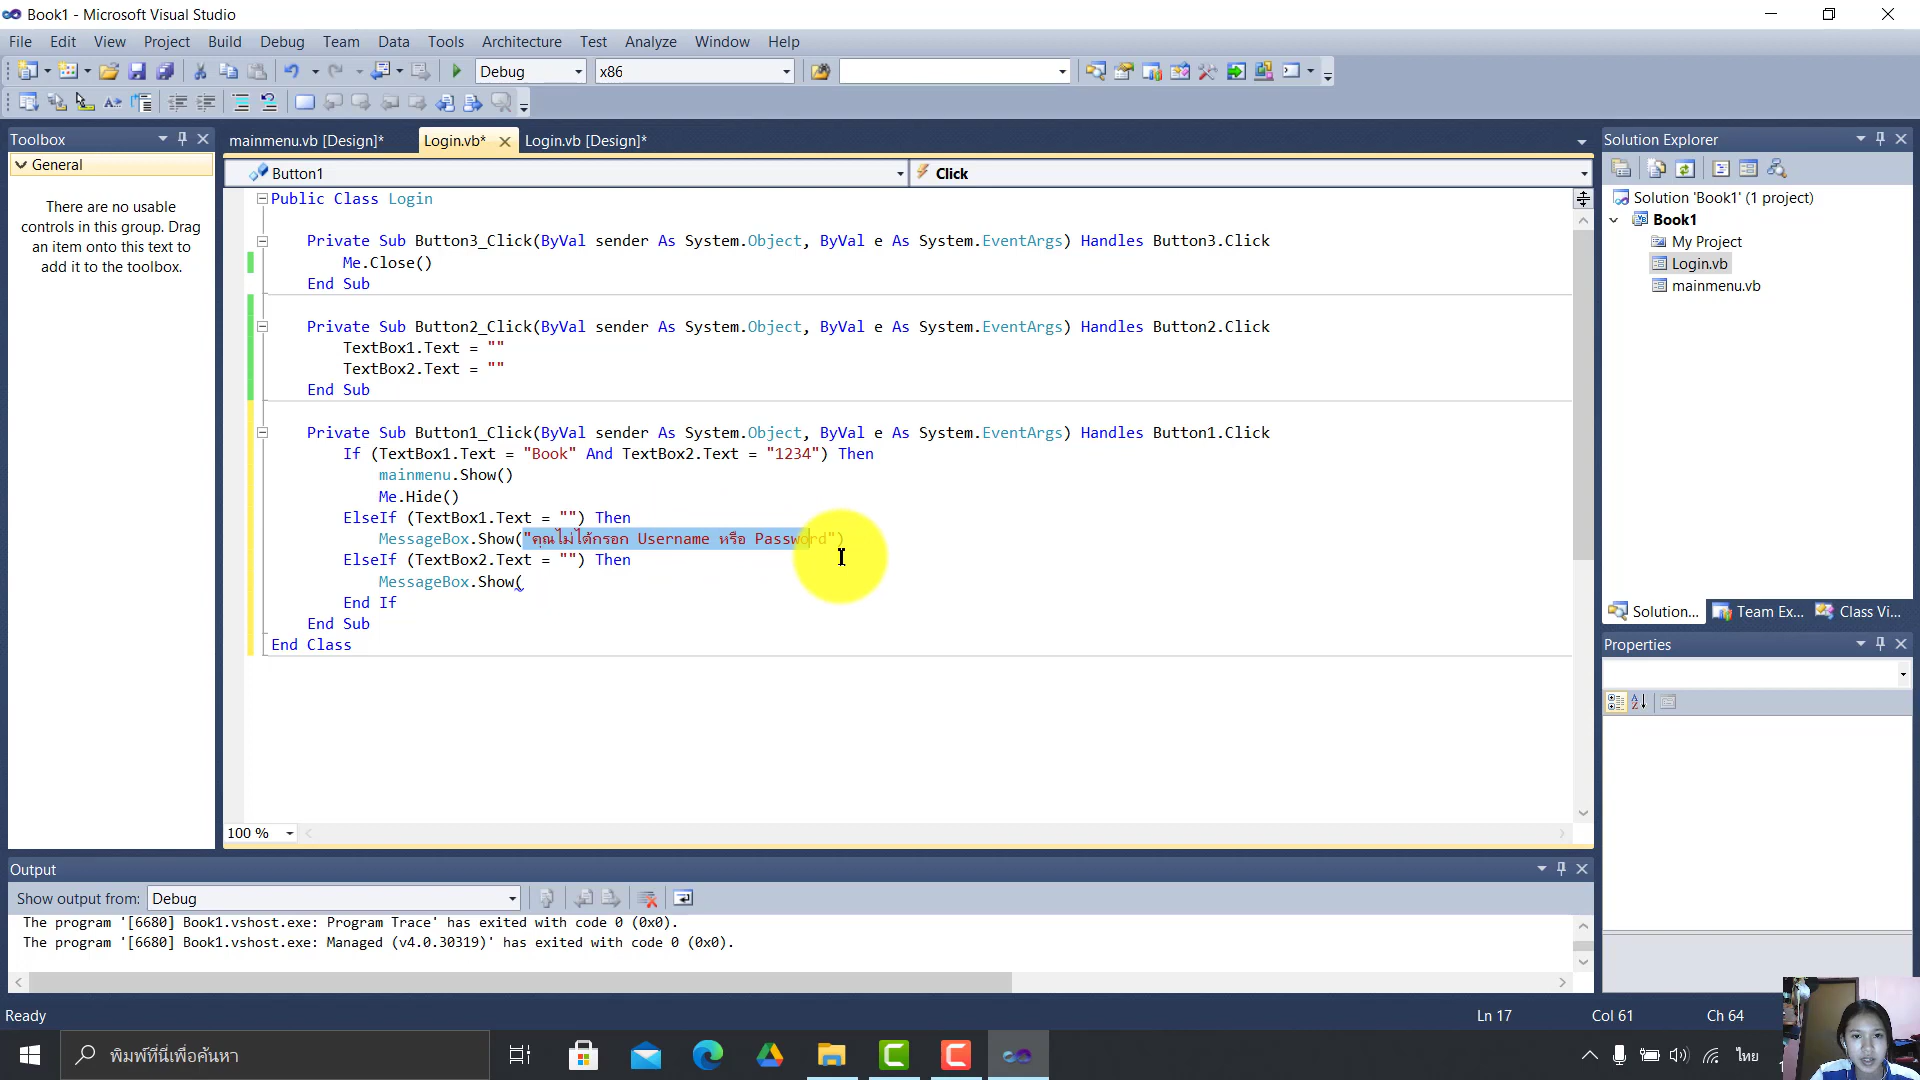 Book1 - Microsoft Visual Studio
File Edit View Project Build Debug Team Data Tools Architecture Test Analyze Window Help
Debug x86
Toolbox
General
There are no usable
controls in this group. Drag
an item onto this text to
add it to the toolbox.
mainmenu.vb [Design]* Login.vb* Login.vb [Design]*
Button1 Click
Public Class Login
Private Sub Button3_Click(ByVal sender As System.Object, ByVal e As System.EventArgs) Handles Button3.Click
Me.Close()
End Sub
Private Sub Button2_Click(ByVal sender As System.Object, ByVal e As System.EventArgs) Handles Button2.Click
TextBox1.Text = ""
TextBox2.Text = ""
End Sub
Private Sub Button1_Click(ByVal sender As System.Object, ByVal e As System.EventArgs) Handles Button1.Click
If (TextBox1.Text = "Book" And TextBox2.Text = "1234") Then
mainmenu.Show()
Me.Hide()
ElseIf (TextBox1.Text = "") Then
MessageBox.Show("คุณไม่ได้กรอก Username หรือ Password")
ElseIf (TextBox2.Text = "") Then
MessageBox.Show(
End If
End Sub
End Class
100 %
Solution Explorer
Solution 'Book1' (1 project)
Book1
My Project
Login.vb
mainmenu.vb
Solution... Team Ex... Class Vi...
Properties
Output
Show output from: Debug
The program '[6680] Book1.vshost.exe: Program Trace' has exited with code 0 (0x0).
The program '[6680] Book1.vshost.exe: Managed (v4.0.30319)' has exited with code 0 (0x0).
Ready Ln 17 Col 61 Ch 64
พิมพ์ที่นี่เพื่อค้นหา
ไทย